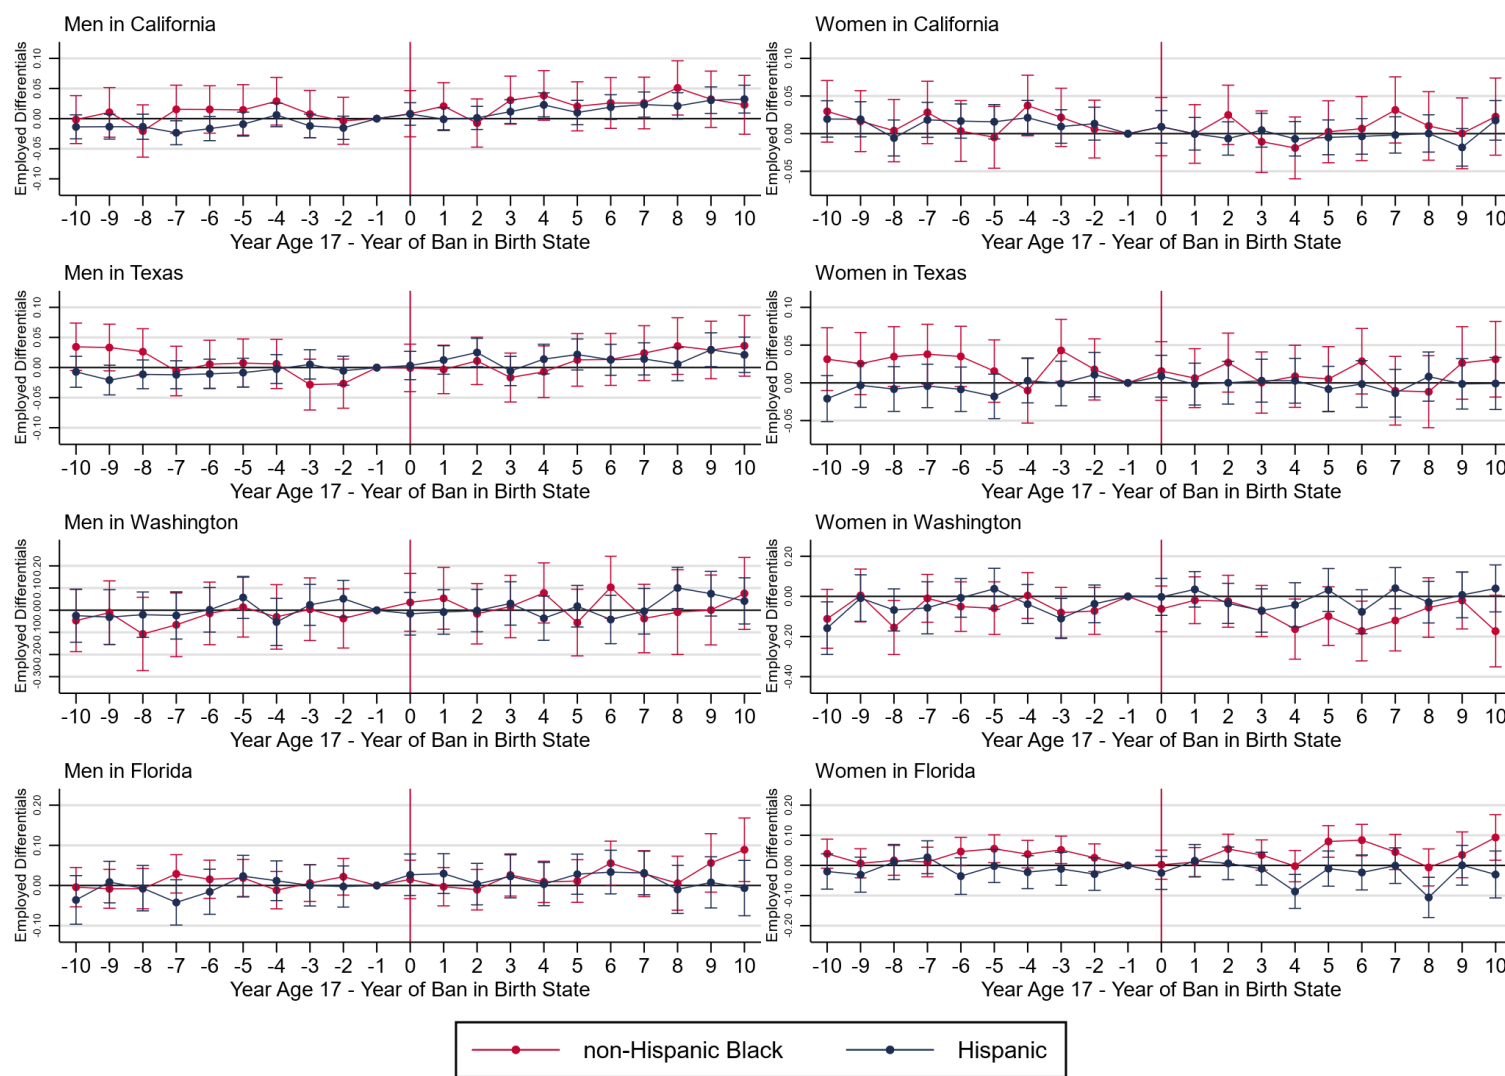 Men in California
Employed Differentials
0.10
0.05
0.00
-0.05
-0.10
-10 -9 -8 -7 -6 -5 -4 -3 -2 -1 0 1 2 3 4 5 6 7 8 9 10
Year Age 17 - Year of Ban in Birth State
Women in California
Employed Differentials
0.10
0.05
0.00
-0.05
-10 -9 -8 -7 -6 -5 -4 -3 -2 -1 0 1 2 3 4 5 6 7 8 9 10
Year Age 17 - Year of Ban in Birth State
Men in Texas
Employed Differentials
0.10
0.05
0.00
-0.05
-0.10
-10 -9 -8 -7 -6 -5 -4 -3 -2 -1 0 1 2 3 4 5 6 7 8 9 10
Year Age 17 - Year of Ban in Birth State
Women in Texas
Employed Differentials
0.10
0.05
0.00
-0.05
-10 -9 -8 -7 -6 -5 -4 -3 -2 -1 0 1 2 3 4 5 6 7 8 9 10
Year Age 17 - Year of Ban in Birth State
Men in Washington
Employed Differentials
0.20
0.10
0.00
-0.10
-0.20
-0.30
-10 -9 -8 -7 -6 -5 -4 -3 -2 -1 0 1 2 3 4 5 6 7 8 9 10
Year Age 17 - Year of Ban in Birth State
Women in Washington
Employed Differentials
0.20
0.00
-0.20
-0.40
-10 -9 -8 -7 -6 -5 -4 -3 -2 -1 0 1 2 3 4 5 6 7 8 9 10
Year Age 17 - Year of Ban in Birth State
Men in Florida
Employed Differentials
0.20
0.10
0.00
-0.10
-10 -9 -8 -7 -6 -5 -4 -3 -2 -1 0 1 2 3 4 5 6 7 8 9 10
Year Age 17 - Year of Ban in Birth State
Women in Florida
Employed Differentials
0.20
0.10
0.00
-0.10
-0.20
-10 -9 -8 -7 -6 -5 -4 -3 -2 -1 0 1 2 3 4 5 6 7 8 9 10
Year Age 17 - Year of Ban in Birth State
non-Hispanic Black
Hispanic